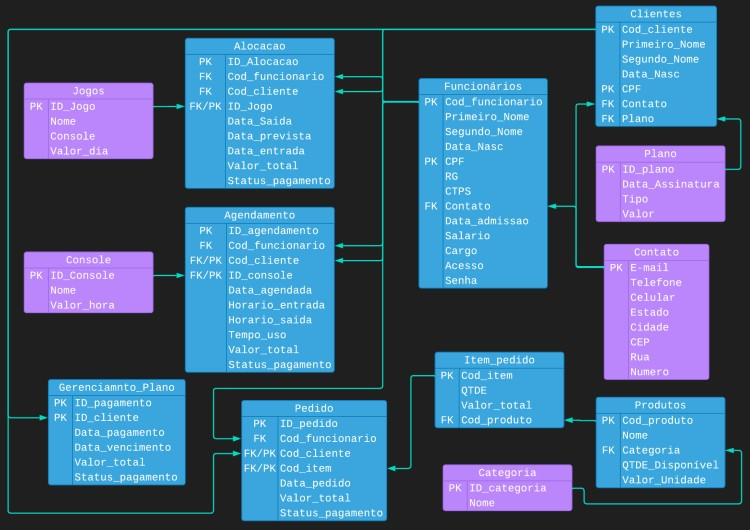 Clientes
PK Cod_cliente
Primeiro_Nome
Segundo_Nome
Data_Nasc
PK CPF
FK Contato
FK Plano
Alocacao
PK ID_Alocacao
FK Cod_funcionario
FK Cod_cliente
FK/PK ID_Jogo
Data_Saida
Data_prevista
Data_entrada
Valor_total
Status_pagamento
Jogos
PK ID_Jogo
Nome
Console
Valor_dia
Funcionários
PK Cod_funcionario
Primeiro_Nome
Segundo_Nome
Data_Nasc
PK CPF
RG
CTPS
FK Contato
Data_admissao
Salario
Cargo
Acesso
Senha
Plano
PK ID_plano
Data_Assinatura
Tipo
Valor
Agendamento
PK ID_agendamento
FK Cod_funcionario
FK/PK Cod_cliente
FK/PK ID_console
Data_agendada
Horario_entrada
Horario_saida
Tempo_uso
Valor_total
Status_pagamento
Console
PK ID_Console
Nome
Valor_hora
Contato
PK E-mail
Telefone
Celular
Estado
Cidade
CEP
Rua
Numero
Gerenciamnto_Plano
PK ID_pagamento
PK ID_cliente
Data_pagamento
Data_vencimento
Valor_total
Status_pagamento
Pedido
PK ID_pedido
FK Cod_funcionario
FK/PK Cod_cliente
FK/PK Cod_item
Data_pedido
Valor_total
Status_pagamento
Item_pedido
PK Cod_item
QTDE
Valor_total
FK Cod_produto
Produtos
PK Cod_produto
Nome
FK Categoria
QTDE_Disponível
Valor_Unidade
Categoria
PK ID_categoria
Nome